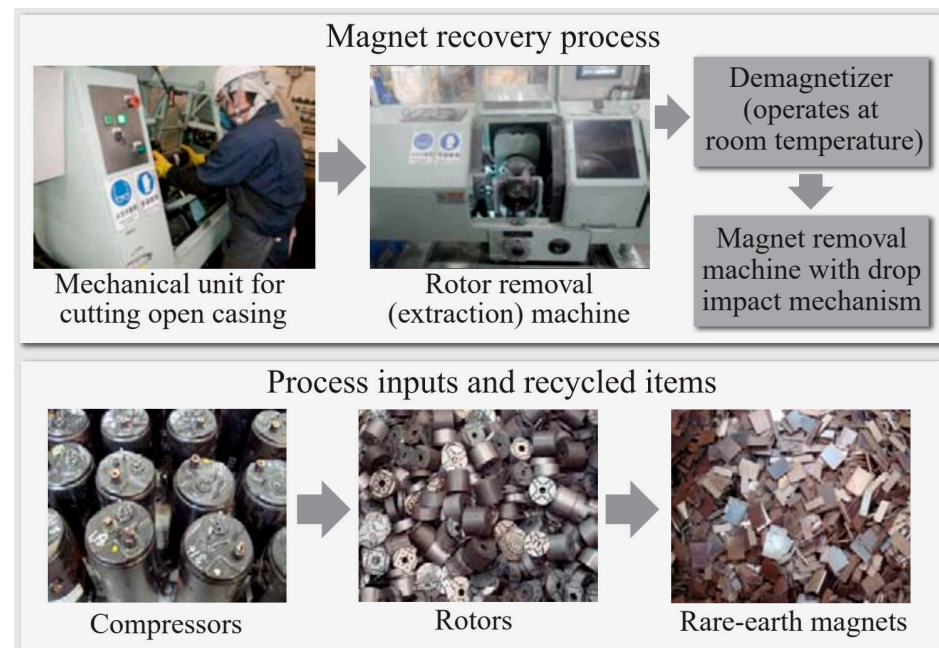 Magnet recovery process
Mechanical unit for
cutting open casing
Rotor removal
(extraction) machine
Demagnetizer
(operates at
room temperature)
Magnet removal
machine with drop
impact mechanism
Process inputs and recycled items
Compressors
Rotors
Rare-earth magnets